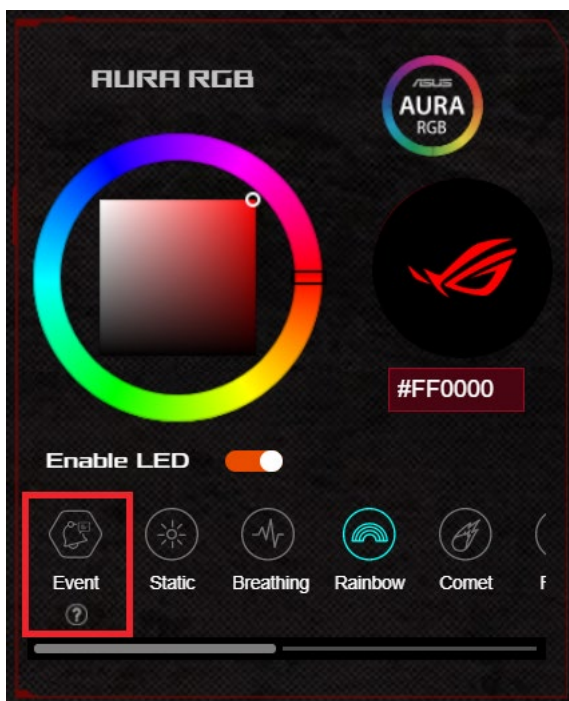 AURA RGB
ASUS
AURA
RGB
#FF0000
Enable LED
Event
Static
Breathing
Rainbow
Comet
?